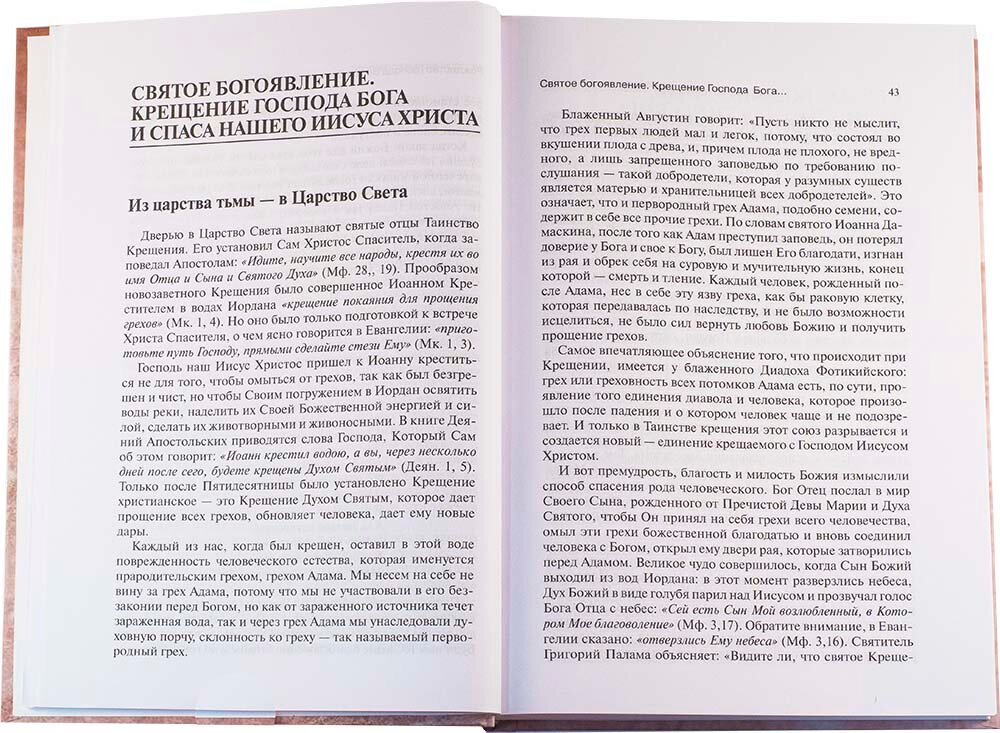 СВЯТОЕ БОГОЯВЛЕНИЕ.
КРЕЩЕНИЕ ГОСПОДА БОГА
И СПАСА НАШЕГО ИИСУСА ХРИСТА
Из царства тьмы — в Царство Света
Дверью в Царство Света называют святые отцы Таинство
Крещения. Его установил Сам Христос Спаситель, когда за-
поведал Апостолам: «Идите, научите все народы, крестя их во
имя Отца и Сына и Святого Духа» (Мф. 28,, 19). Прообразом
новозаветного Крещения было совершенное Иоанном Кре-
стителем в водах Иордана «крещение покаяния для прощения
грехов» (Мк. 1, 4). Но оно было только подготовкой к встрече
Христа Спасителя, о чем ясно говорится в Евангелии: «приго-
товьте путь Господу, прямыми сделайте стези Ему» (Мк. 1, 3).
Господь наш Иисус Христос пришел к Иоанну крестить-
ся не для того, чтобы омыться от грехов, так как был безгре-
шен и чист, но чтобы Своим погружением в Иордан освятить
воды реки, наделить их Своей Божественной энергией и си-
лой, сделать их животворными и живоносными. В книге Дея-
ний Апостольских приводятся слова Господа, Который Сам
об этом говорит: «Иоанн крестил водою, а вы, через несколько
дней после сего, будете крещены Духом Святым» (Деян. 1, 5).
Только после Пятидесятницы было установлено Крещение
христианское — это Крещение Духом Святым, которое дает
прощение всех грехов, обновляет человека, дает ему новые
дары.
Каждый из нас, когда был крещен, оставил в этой воде
поврежденность человеческого естества, которая именуется
прародительским грехом, грехом Адама. Мы несем на себе не
вину за грех Адама, потому что мы не участвовали в его без-
законии перед Богом, но как от зараженного источника течет
зараженная вода, так и через грех Адама мы унаследовали ду-
ховную порчу, склонность ко греху — так называемый перво-
родный грех.
Святое богоявление. Крещение Господа Бога... 43
Блаженный Августин говорит: «Пусть никто не мыслит,
что грех первых людей мал и легок, потому, что состоял во
вкушении плода с древа, и, причем плода не плохого, не вред-
ного, а лишь запрещенного заповедью по требованию по-
слушания — такой добродетели, которая у разумных существ
является матерью и хранительницей всех добродетелей». Это
означает, что и первородный грех Адама, подобно семени, со-
держит в себе все прочие грехи. По словам святого Иоанна Да-
маскина, после того как Адам преступил заповедь, он потерял
доверие у Бога и свое к Богу, был лишен Его благодати, изгнан
из рая и обрек себя на суровую и мучительную жизнь, конец
которой — смерть и тление. Каждый человек, рожденный по-
сле Адама, нес в себе эту язву греха, как бы раковую клетку,
которая передавалась по наследству, и не было возможности
исцелиться, не было сил вернуть любовь Божию и получить
прощение грехов.
Самое впечатляющее объяснение того, что происходит при
Крещении, имеется у блаженного Диадоха Фотикийского:
грех или греховность всех потомков Адама есть, по сути, про-
явление того единения диавола и человека, которое произо-
шло после падения и о котором человек чаще и не подозре-
вает. И только в Таинстве крещения этот союз разрывается и
создается новый — единение крещаемого с Господом Иисусом
Христом.
И вот премудрость, благость и милость Божия измыслили
способ спасения рода человеческого. Бог Отец послал в мир
Своего Сына, рожденного от Пречистой Девы Марии и Духа
Святого, чтобы Он принял на себя грехи всего человечества,
омыл эти грехи божественной благодатью и вновь соединил
человека с Богом, открыл ему двери рая, которые затворились
перед Адамом. Великое чудо совершилось, когда Сын Божий
выходил из вод Иордана: в этот момент разверзлись небеса,
Дух Божий в виде голубя парил над Иисусом и прозвучал голос
Бога Отца с небес: «Сей есть Сын Мой возлюбленный, в Кото-
ром Мое благоволение» (Мф. 3,17). Обратите внимание, в Еван-
гелии сказано: «отверзлись Ему небеса» (Мф. 3,16). Святитель
Григорий Палама объясняет: «Видите ли, что святое Креще-